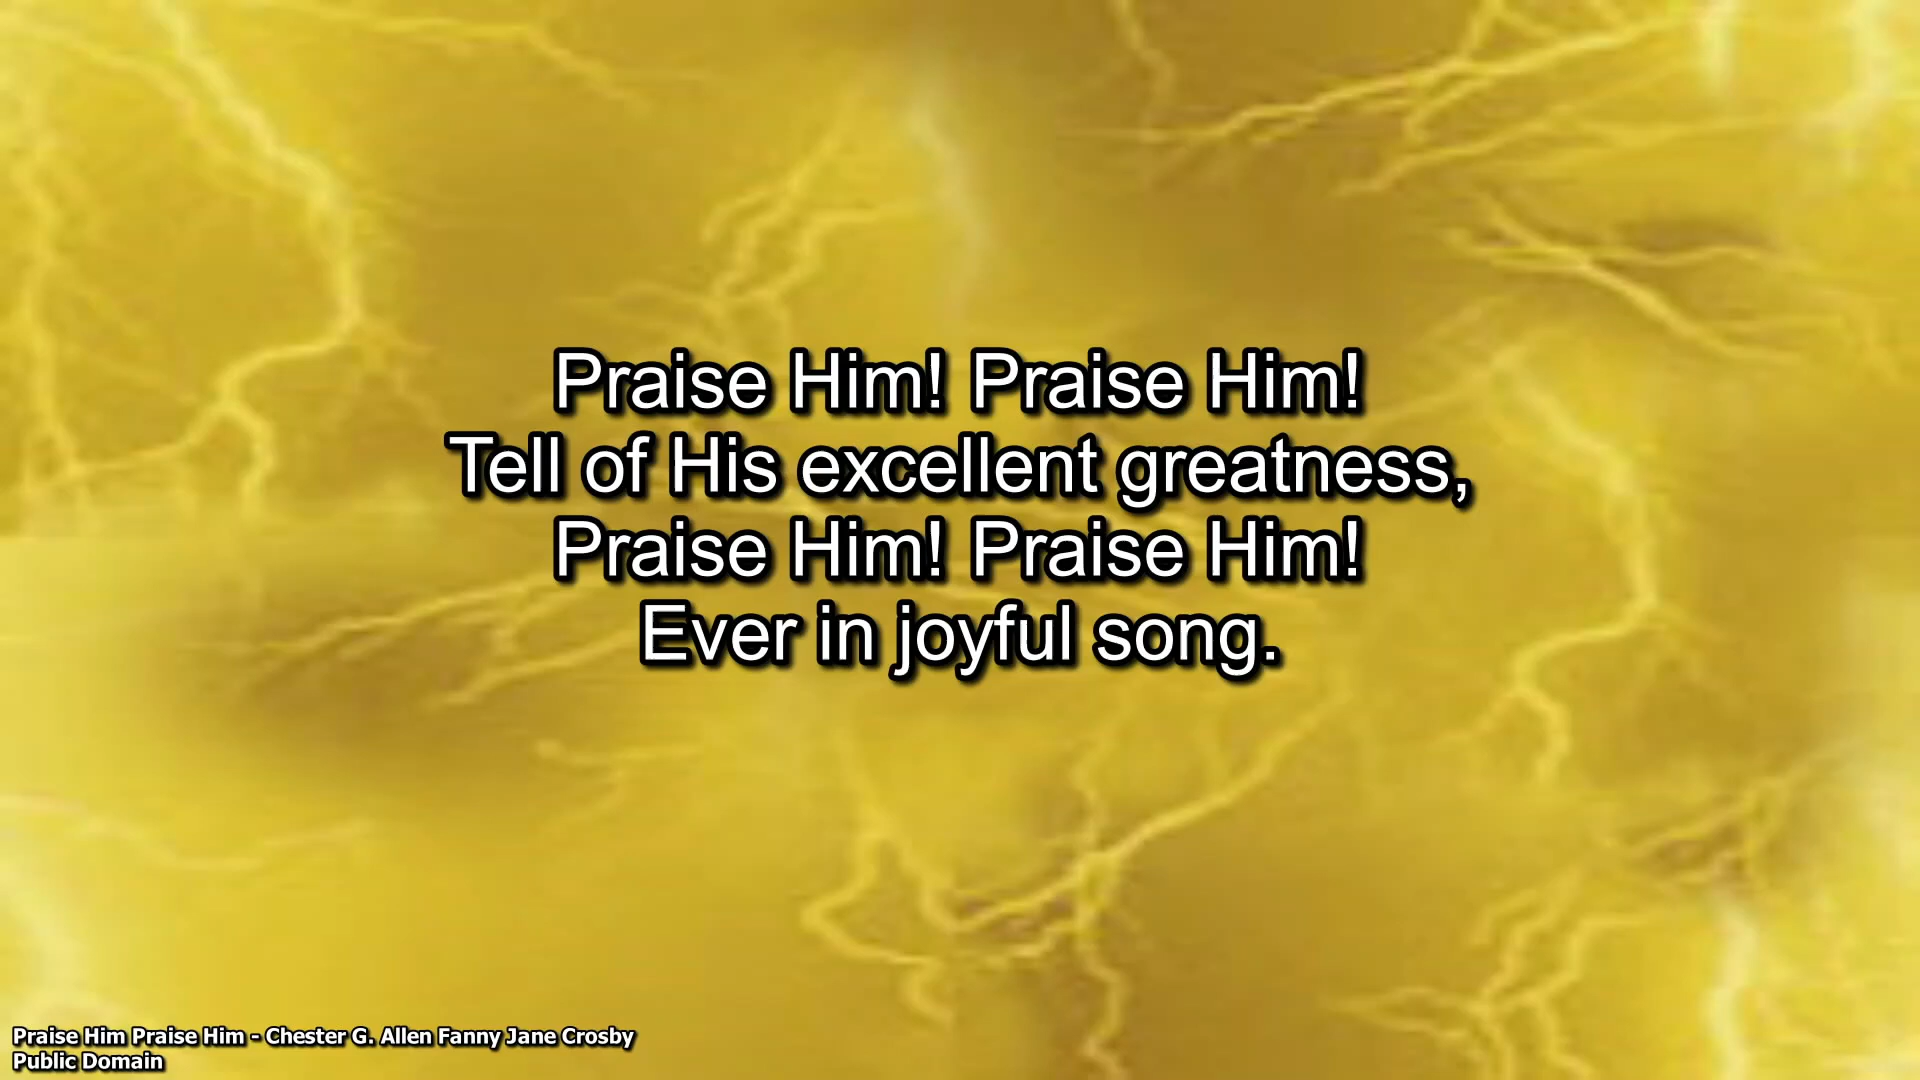 Praise Him! Praise Him!
Tell of His excellent greatness,
Praise Him! Praise Him!
Ever in joyful song.
Praise Him Praise Him - Chester G. Allen Fanny Jane Crosby
Public Domain